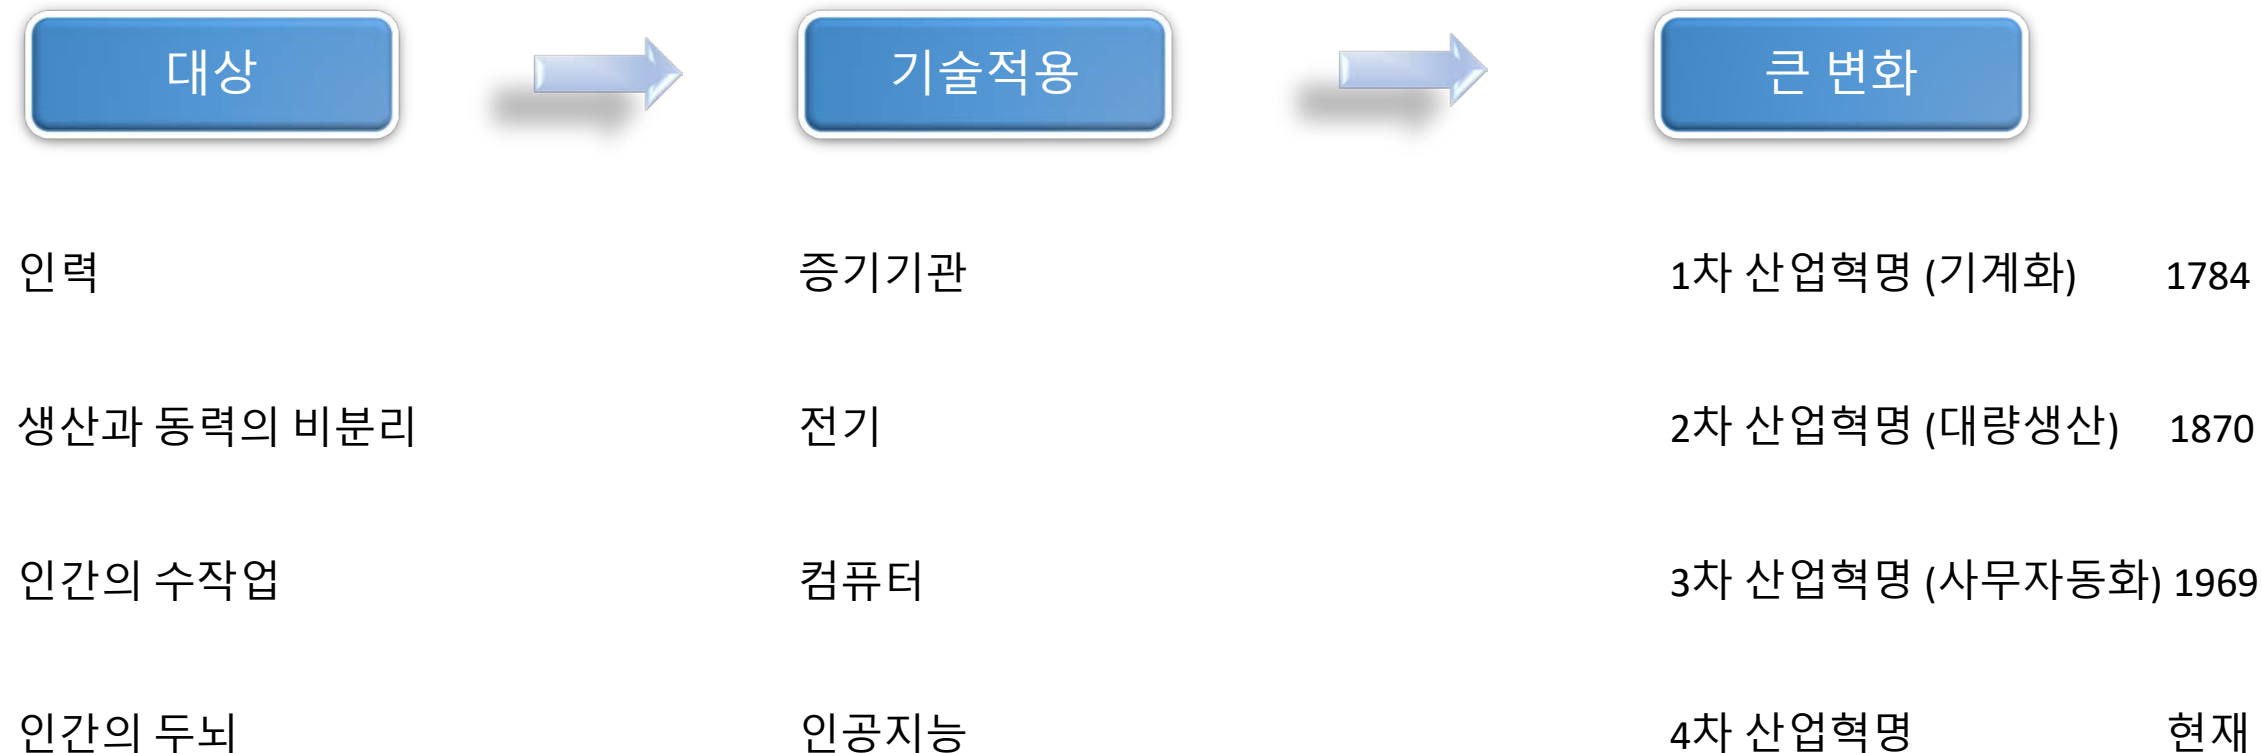 대상 기술적용 큰 변화
인력 증기기관 1차 산업혁명 (기계화) 1784
생산과 동력의 비분리 전기 2차 산업혁명 (대량생산) 1870
인간의 수작업 컴퓨터 3차 산업혁명 (사무자동화) 1969
인간의 두뇌 인공지능 4차 산업혁명 현재